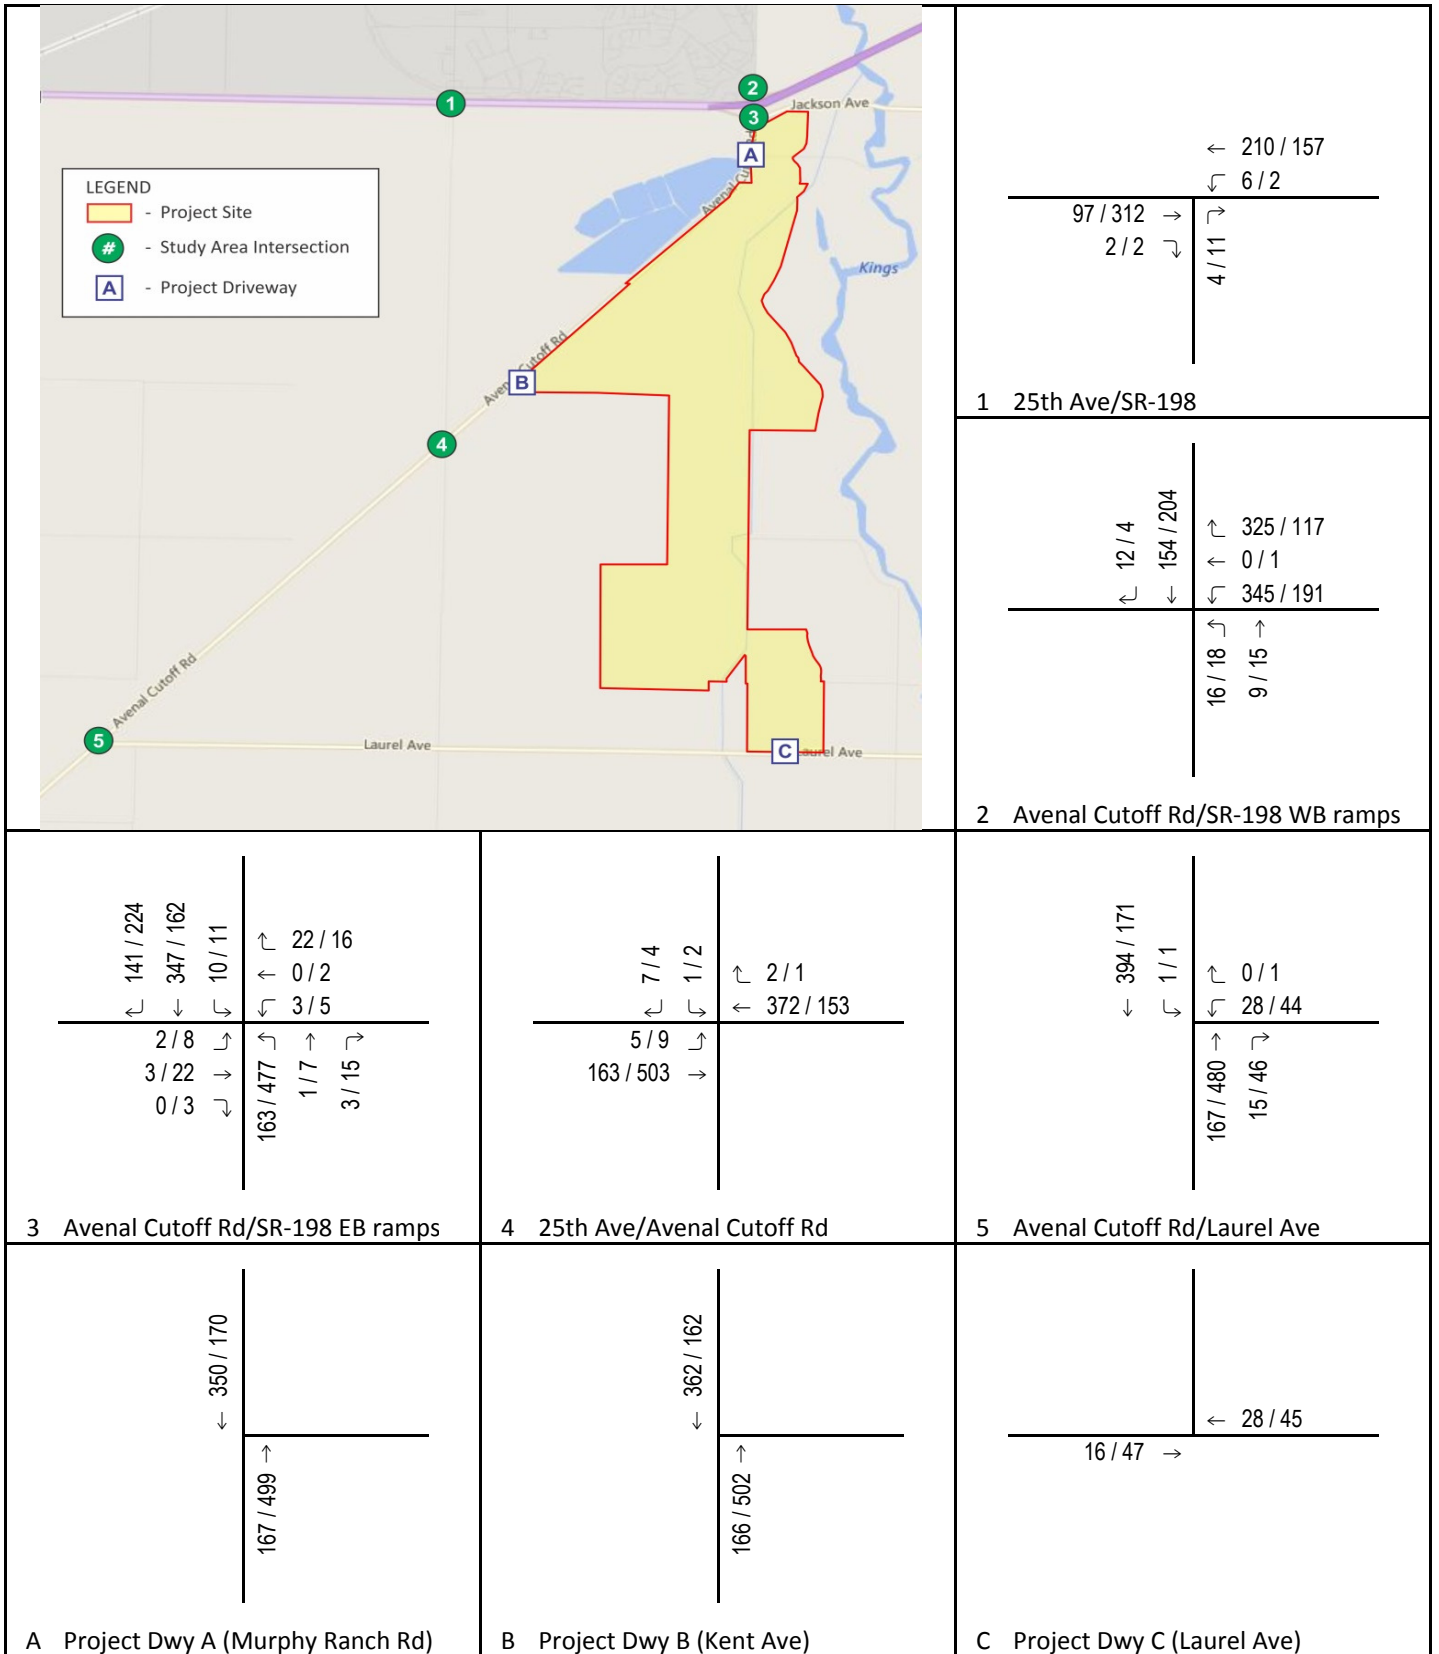 2
1
Jackson Ave
3
A
LEGEND
- Project Site
# - Study Area Intersection
A - Project Driveway
Avenal Cu
Kings
Avenal Cutoff Rd
B
4
Avenal Cutoff Rd
5
Laurel Ave
C
Laurel Ave
← 210 / 157
6 / 2
97 / 312 →
2 / 2
4 / 11
1 25th Ave/SR-198
12 / 4
154 / 204
325 / 117
← 0 / 1
345 / 191
16 / 18
9 / 15
2 Avenal Cutoff Rd/SR-198 WB ramps
141 / 224
347 / 162
10 / 11
22 / 16
← 0 / 2
3 / 5
2 / 8
3 / 22 →
0 / 3
163 / 477
1 / 7
3 / 15
3 Avenal Cutoff Rd/SR-198 EB ramps
7 / 4
1 / 2
2 / 1
← 372 / 153
5 / 9
163 / 503 →
4 25th Ave/Avenal Cutoff Rd
394 / 171
1 / 1
0 / 1
28 / 44
167 / 480
15 / 46
5 Avenal Cutoff Rd/Laurel Ave
350 / 170
167 / 499
A Project Dwy A (Murphy Ranch Rd)
362 / 162
166 / 502
B Project Dwy B (Kent Ave)
← 28 / 45
16 / 47 →
C Project Dwy C (Laurel Ave)